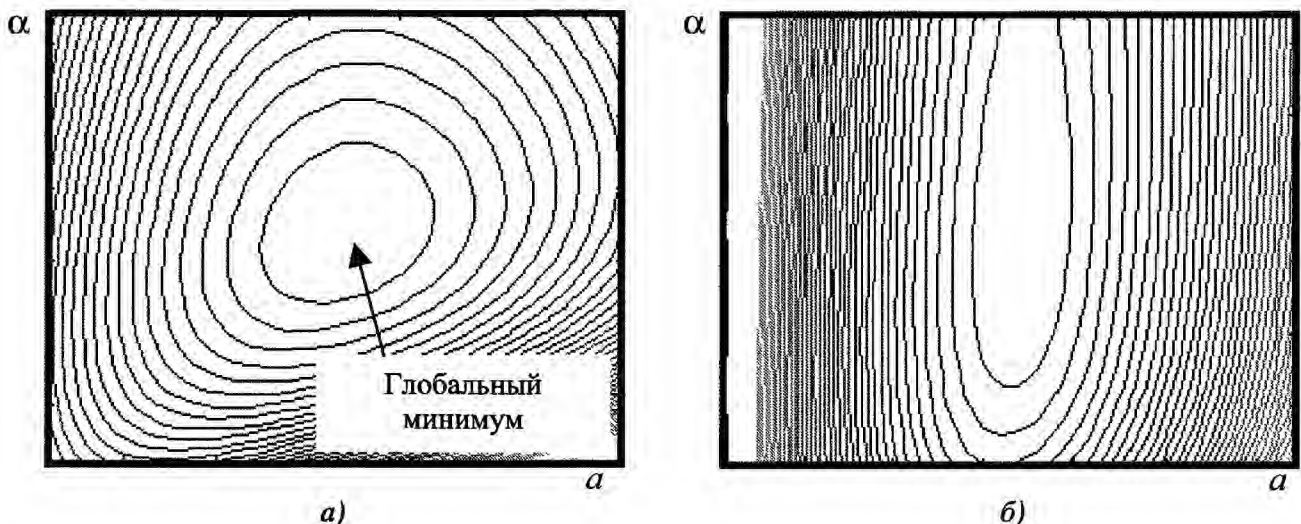 α
Глобальный
минимум
a
а)
α
a
б)